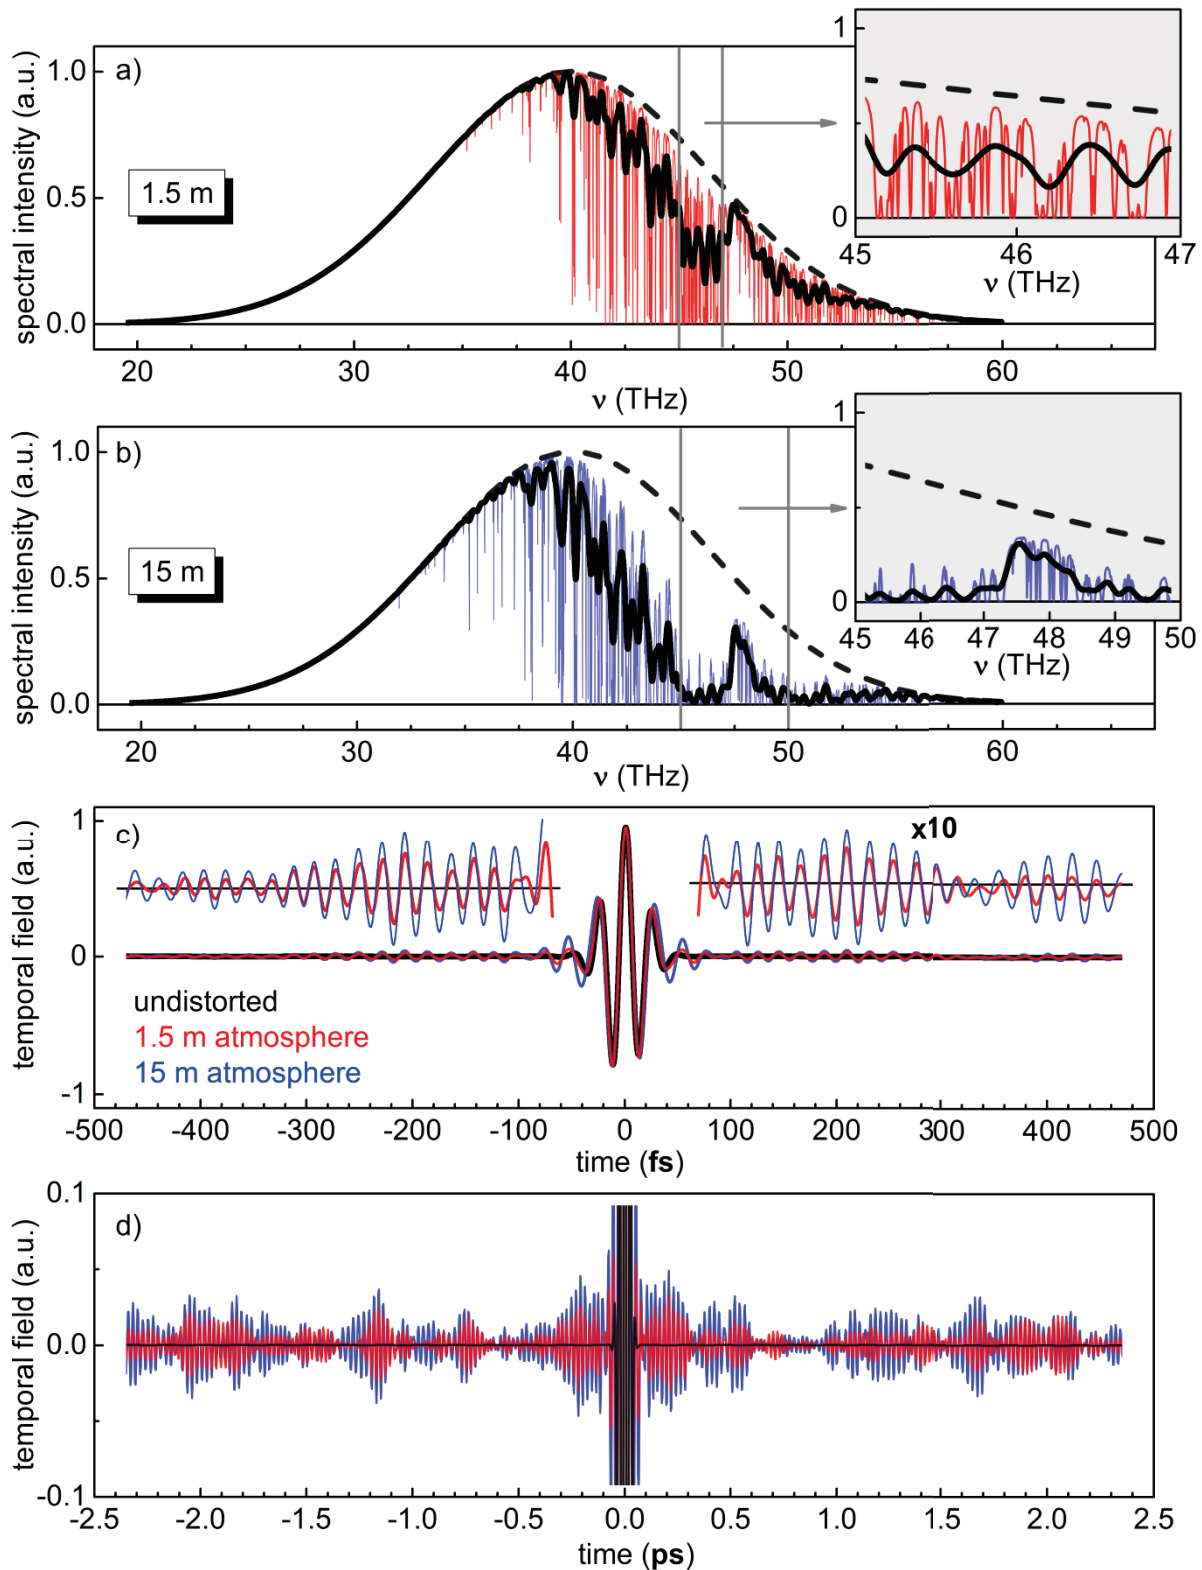 a)
spectral intensity (a.u.)
1.0
0.5
0.0
1.5 m
20 30 40 50 60
ν (THz)
1
0
45 46 47
ν (THz)
b)
spectral intensity (a.u.)
1.0
0.5
0.0
15 m
20 30 40 50 60
ν (THz)
1
0
45 46 47 48 49 50
ν (THz)
c)
x10
temporal field (a.u.)
1
0
-1
undistorted
1.5 m atmosphere
15 m atmosphere
-500 -400 -300 -200 -100 0 100 200 300 400 500
time (fs)
d)
temporal field (a.u.)
0.1
0.0
-0.1
-2.5 -2.0 -1.5 -1.0 -0.5 0.0 0.5 1.0 1.5 2.0 2.5
time (ps)